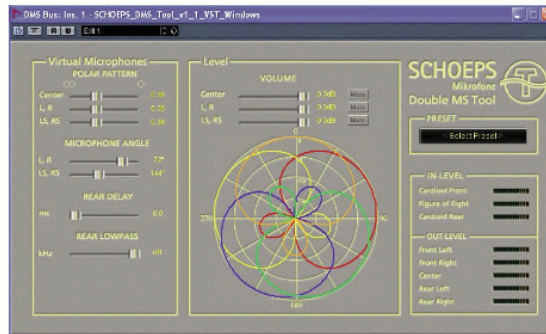 DMS Bus: Ins. 1 - SCHOEPS_DMS_Tool_v1_1_VST_Windows
Edit 1
Virtual Microphones
POLAR PATTERN
Center
L, R
LS, RS
MICROPHONE ANGLE
L, R 72°
LS, RS 144°
REAR DELAY
ms 0.0
REAR LOWPASS
kHz off
Level
VOLUME
Center 0.0dB Mute
L, R 0.0dB Mute
LS, RS 0.0dB Mute
0
270
90
180
SCHOEPS
Mikrofone
Double MS Tool
PRESET
< Select Preset >
IN-LEVEL
Cardioid Front
Figure of Eight
Cardioid Rear
OUT-LEVEL
Front Left
Front Right
Center
Rear Left
Rear Right